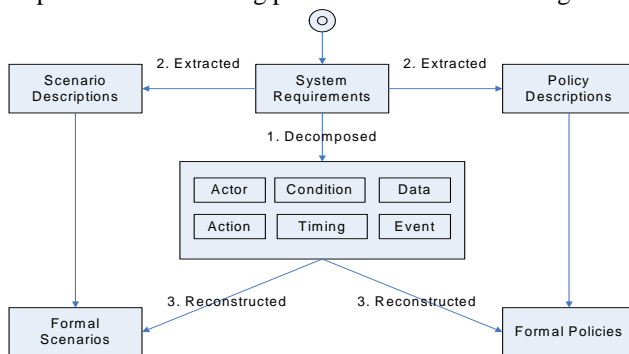 2. Extracted
2. Extracted
Scenario
Descriptions
System
Requirements
Policy
Descriptions
1. Decomposed
Actor
Condition
Data
Action
Timing
Event
3. Reconstructed
3. Reconstructed
Formal
Scenarios
Formal Policies